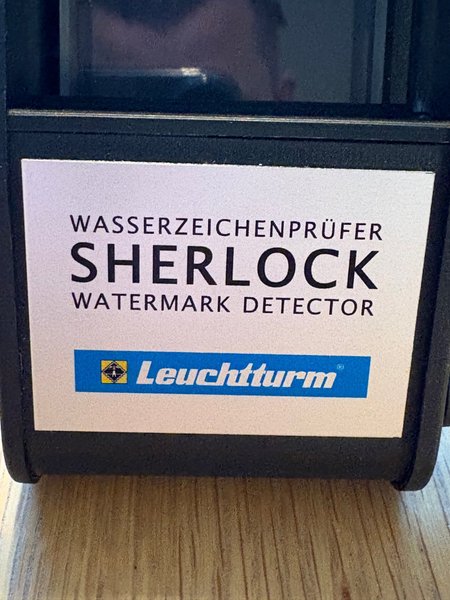 WASSERZEICHENPRÜFER
SHERLOCK
WATERMARK DETECTOR
Leuchtturm®